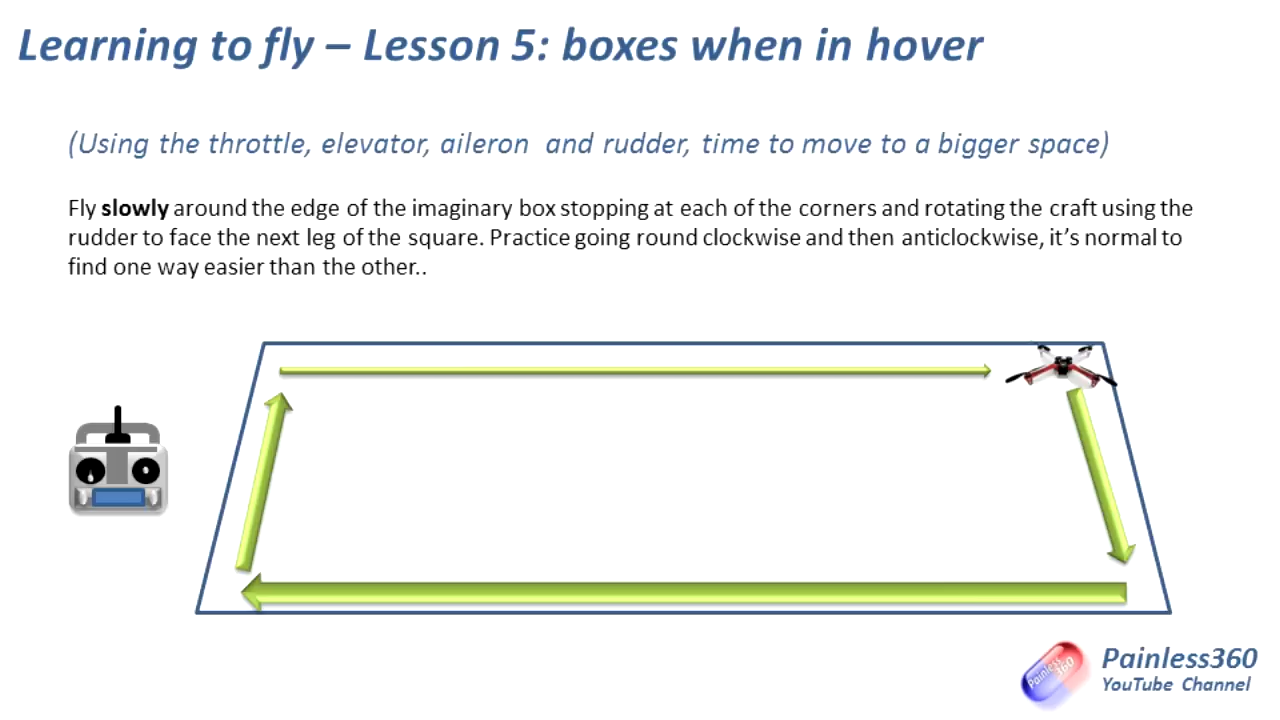 Learning to fly – Lesson 5: boxes when in hover
(Using the throttle, elevator, aileron and rudder, time to move to a bigger space)
Fly slowly around the edge of the imaginary box stopping at each of the corners and rotating the craft using the
rudder to face the next leg of the square. Practice going round clockwise and then anticlockwise, it’s normal to
find one way easier than the other..
Painless
360
Painless360
YouTube Channel